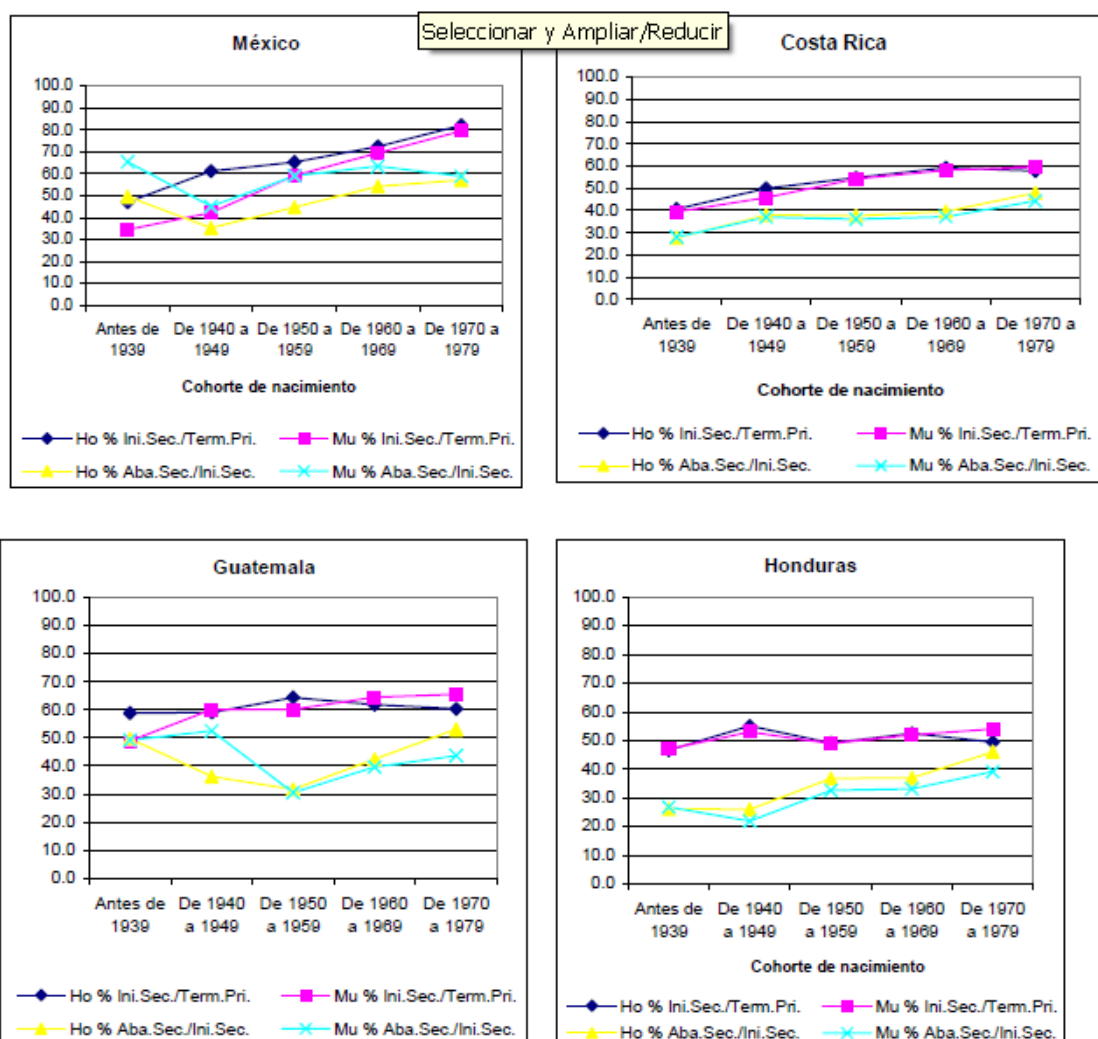 Seleccionar y Ampliar/Reducir
México
100.0
90.0
80.0
70.0
60.0
50.0
40.0
30.0
20.0
10.0
0.0
Antes de De 1940 a De 1950 a De 1960 a De 1970 a
1939 1949 1959 1969 1979
Cohorte de nacimiento
Ho % Ini.Sec./Term.Pri. Mu % Ini.Sec./Term.Pri.
Ho % Aba.Sec./Ini.Sec. Mu % Aba.Sec./Ini.Sec.
Costa Rica
100.0
90.0
80.0
70.0
60.0
50.0
40.0
30.0
20.0
10.0
0.0
Antes de De 1940 a De 1950 a De 1960 a De 1970 a
1939 1949 1959 1969 1979
Cohorte de nacimiento
Ho % Ini.Sec./Term.Pri. Mu % Ini.Sec./Term.Pri.
Ho % Aba.Sec./Ini.Sec. Mu % Aba.Sec./Ini.Sec.
Guatemala
100.0
90.0
80.0
70.0
60.0
50.0
40.0
30.0
20.0
10.0
0.0
Antes de De 1940 De 1950 De 1960 De 1970
1939 a 1949 a 1959 a 1969 a 1979
Ho % Ini.Sec./Term.Pri. Mu % Ini.Sec./Term.Pri.
Ho % Aba.Sec./Ini.Sec. Mu % Aba.Sec./Ini.Sec.
Honduras
100.0
90.0
80.0
70.0
60.0
50.0
40.0
30.0
20.0
10.0
0.0
Antes de De 1940 De 1950 De 1960 De 1970
1939 a 1949 a 1959 a 1969 a 1979
Cohorte de nacimiento
Ho % Ini.Sec./Term.Pri. Mu % Ini.Sec./Term.Pri.
Ho % Aba.Sec./Ini.Sec. Mu % Aba.Sec./Ini.Sec.